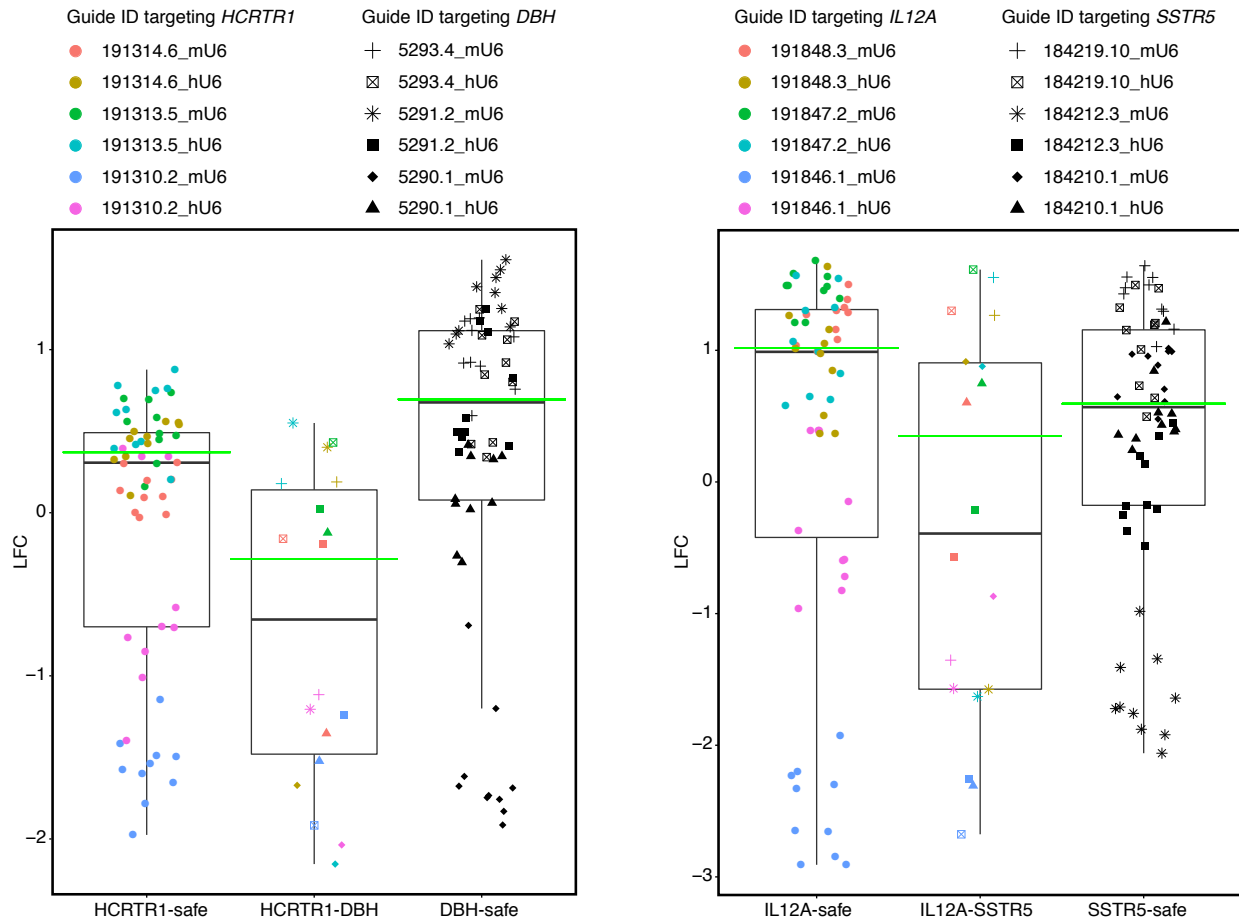 Guide ID targeting HCRTR1
191314.6_mU6
191314.6_hU6
191313.5_mU6
191313.5_hU6
191310.2_mU6
191310.2_hU6
Guide ID targeting DBH
5293.4_mU6
5293.4_hU6
5291.2_mU6
5291.2_hU6
5290.1_mU6
5290.1_hU6
LFC
1
0
−1
−2
HCRTR1-safe
HCRTR1-DBH
DBH-safe
Guide ID targeting IL12A
191848.3_mU6
191848.3_hU6
191847.2_mU6
191847.2_hU6
191846.1_mU6
191846.1_hU6
Guide ID targeting SSTR5
184219.10_mU6
184219.10_hU6
184212.3_mU6
184212.3_hU6
184210.1_mU6
184210.1_hU6
LFC
1
0
−1
−2
−3
IL12A-safe
IL12A-SSTR5
SSTR5-safe